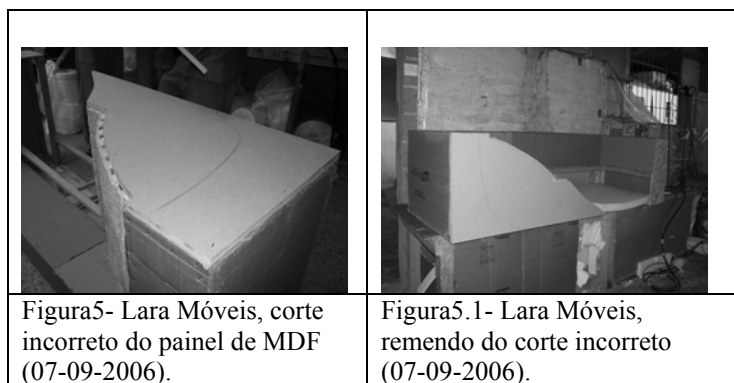 Figura5- Lara Móveis, corte
incorreto do painel de MDF
(07-09-2006).
Figura5.1- Lara Móveis,
remendo do corte incorreto
(07-09-2006).